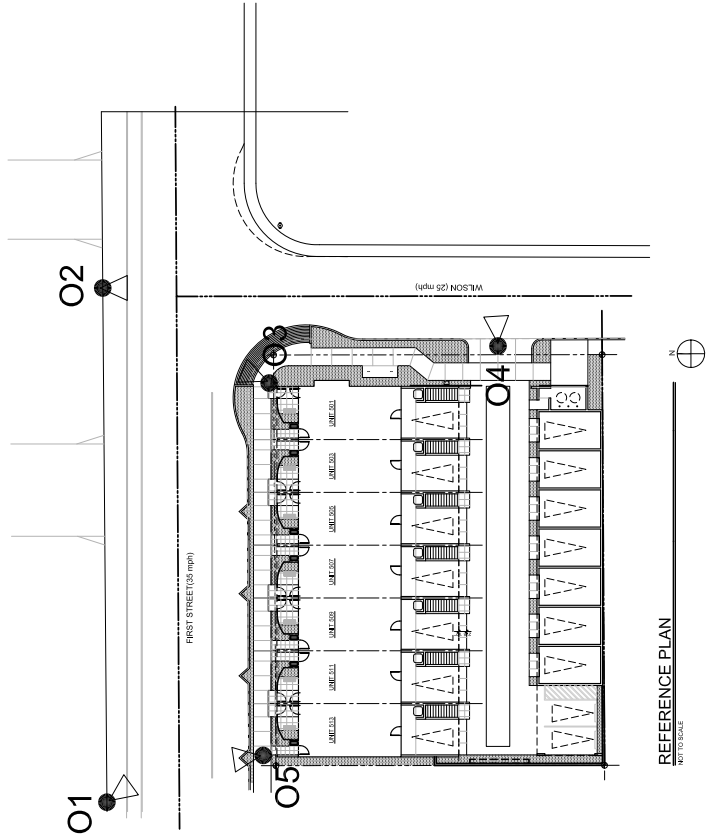 O1
O2
O3
O4
O5
FIRST STREET(35 mph)
WILSON (25 mph)
UNIT 501
UNIT 503
UNIT 505
UNIT 507
UNIT 509
UNIT 511
UNIT 513
N
REFERENCE PLAN
NOT TO SCALE